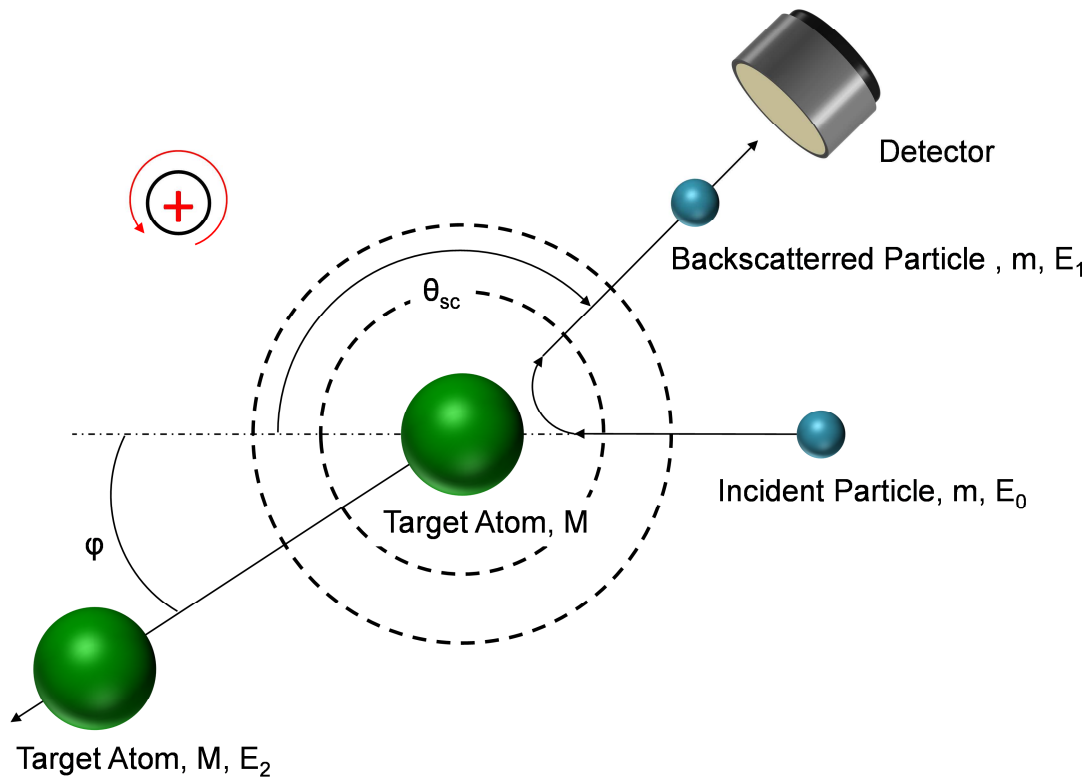 Detector
+
Backscatterred Particle , m, E₁
θsc
Incident Particle, m, E₀
Target Atom, M
φ
Target Atom, M, E₂